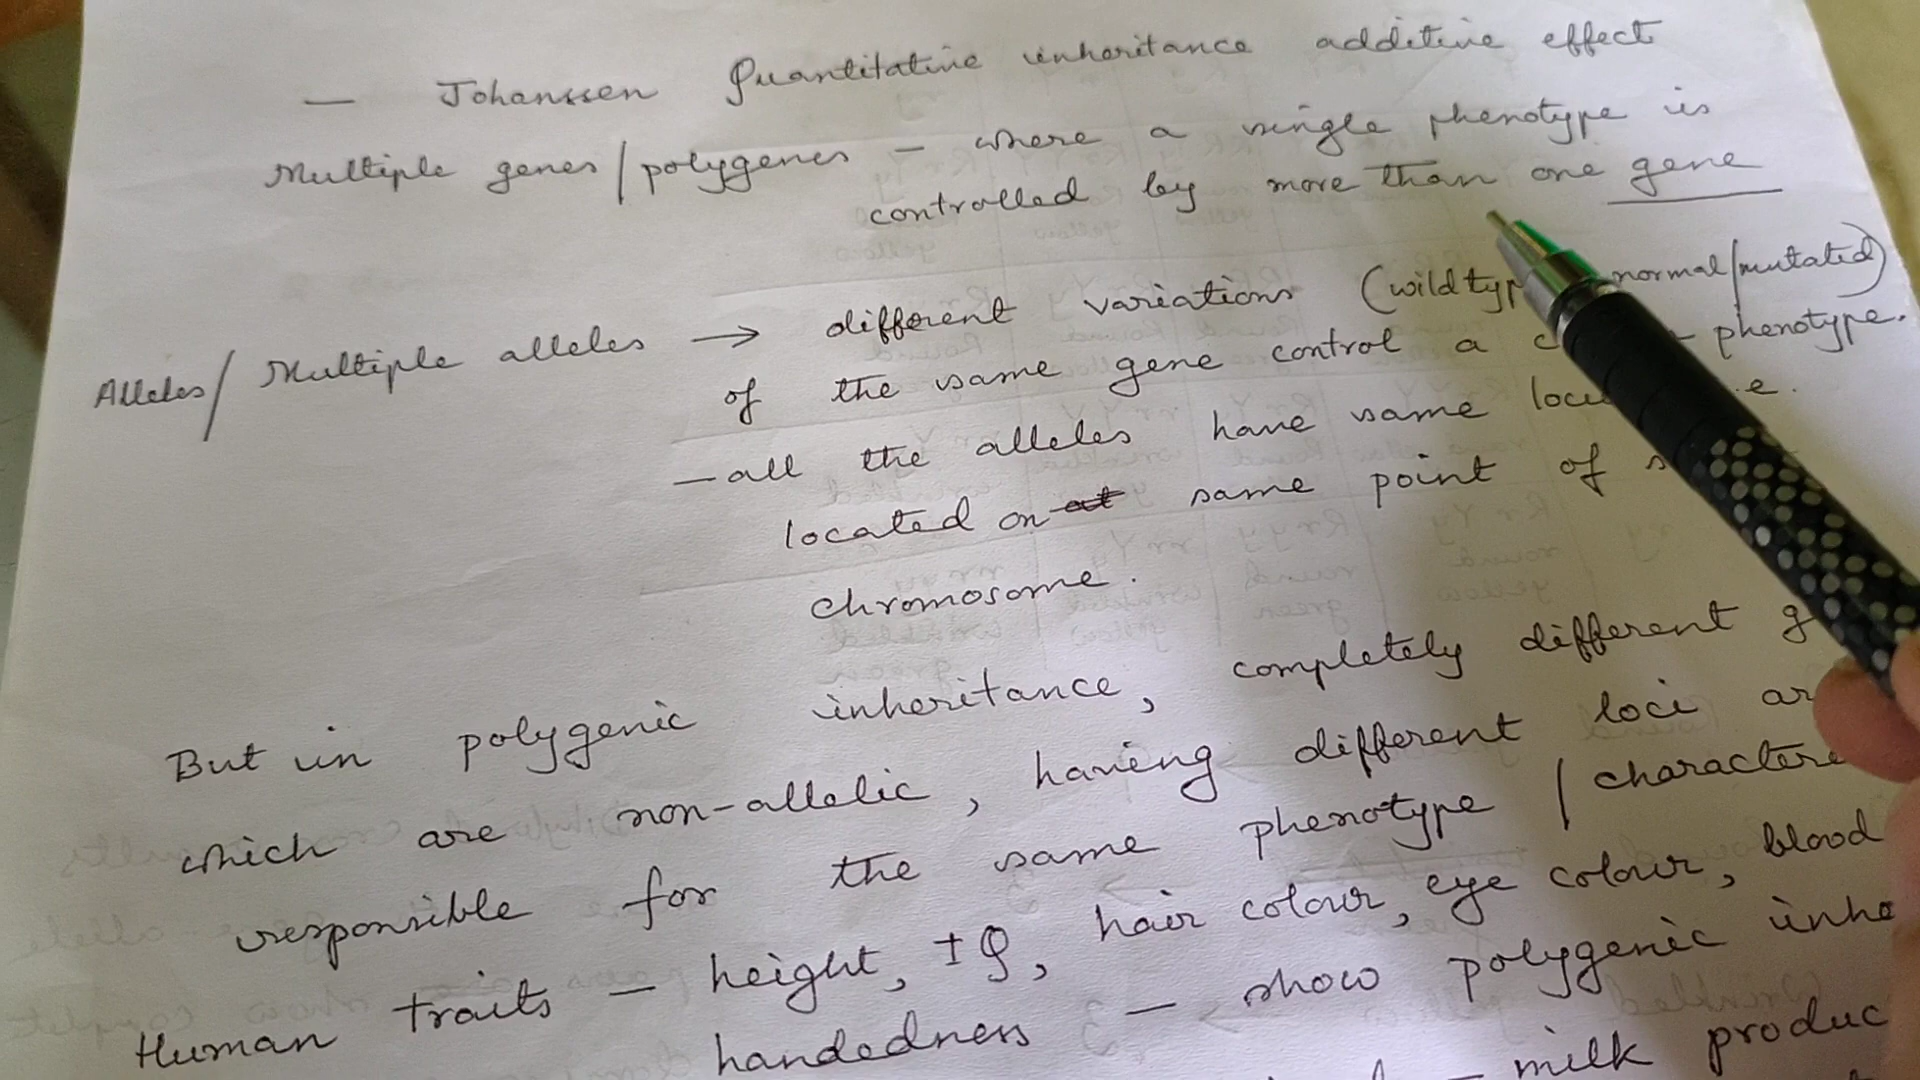 — Johanssen Quantitative inheritance additive effect
Multiple genes/polygenes - where a single phenotype is
controlled by more than one gene
Alleles/ Multiple alleles → different variations (wildtyp normal/mutated)
of the same gene control a phenotype.
- all the alleles have same loc
located on at same point of
chromosome.
But in polygenic inheritance, completely different g
which are non-allelic, having different loci ar
responsible for the same phenotype / character
Human traits - height, IQ, hair colour, eye colour, blood
handedness - show polygenic inhe
- milk produc